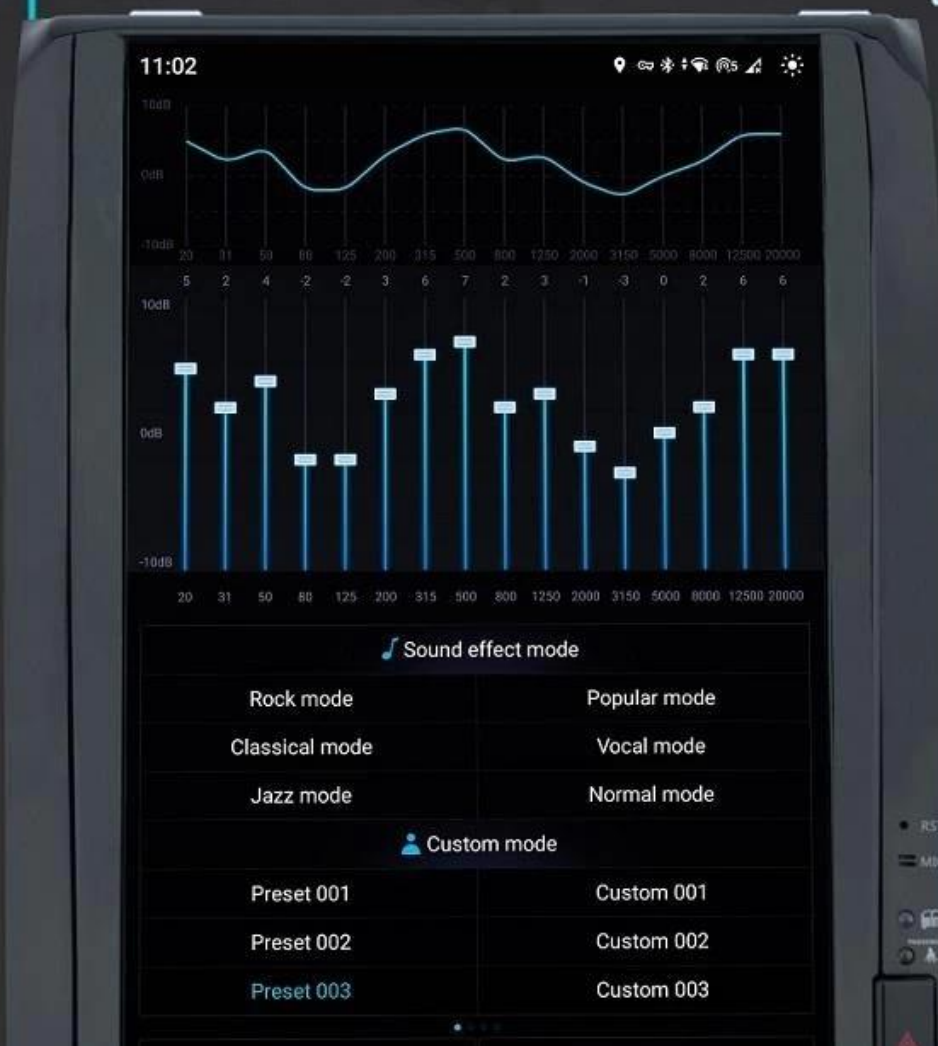 11:02
5
10dB
0dB
-10dB
20 31 50 80 125 200 315 500 800 1250 2000 3150 5000 8000 12500 20000
5 2 4 -2 -2 3 6 7 2 3 -1 -3 0 2 6 6
10dB
0dB
-10dB
20 31 50 80 125 200 315 500 800 1250 2000 3150 5000 8000 12500 20000
Sound effect mode
Rock mode Popular mode
Classical mode Vocal mode
Jazz mode Normal mode
Custom mode
Preset 001 Custom 001
Preset 002 Custom 002
Preset 003 Custom 003